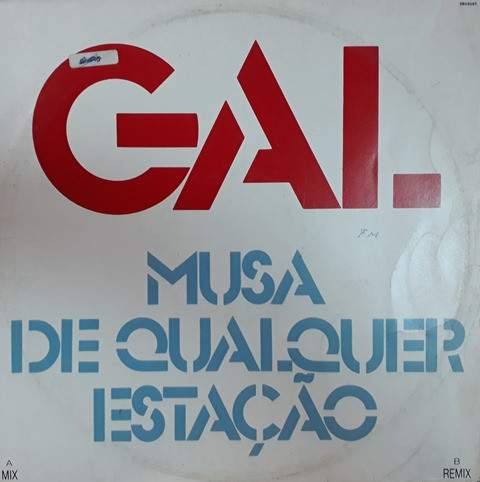 GAL
MUSA
DE QUALQUER
ESTAÇÃO
A
MIX
B
REMIX